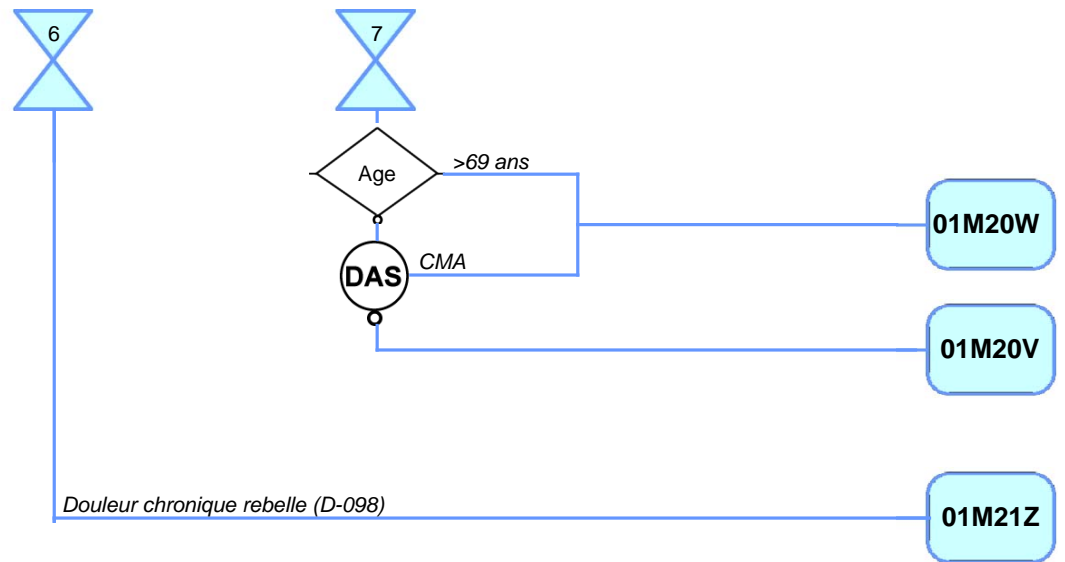 6
7
Age
>69 ans
01M20W
DAS
CMA
01M20V
Douleur chronique rebelle (D-098)
01M21Z